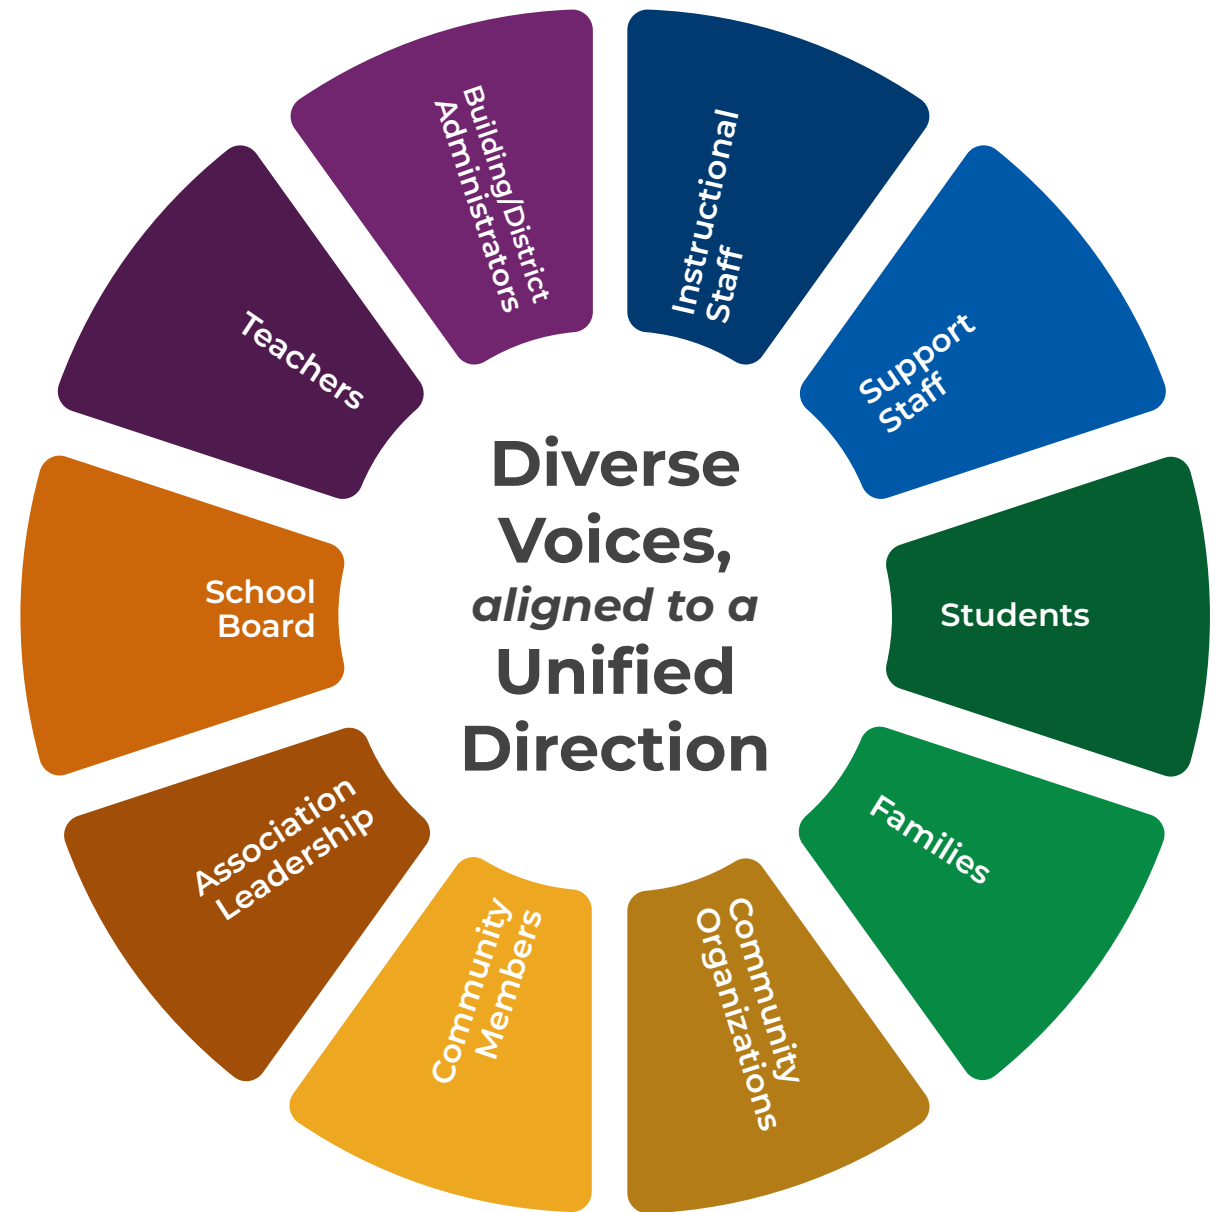 Building/District
Administrators
Instructional
Staff
Support
Staff
Students
Families
Community
Organizations
Community
Members
Association
Leadership
School
Board
Teachers
Diverse
Voices,
aligned to a
Unified
Direction